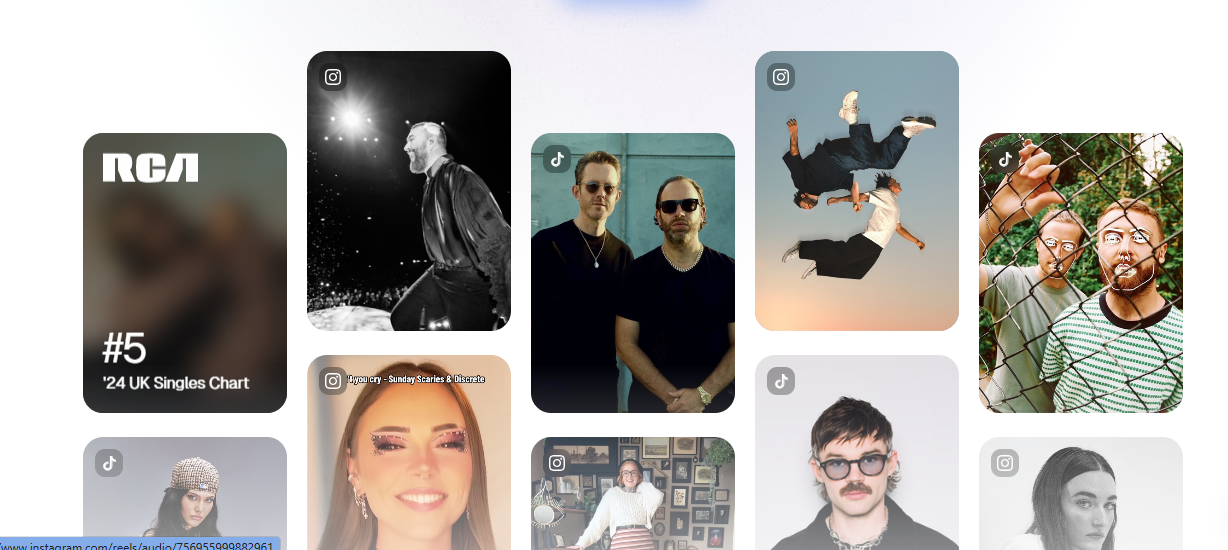 RCA
#5
'24 UK Singles Chart
you cry - Sunday Scaries & Discrete
www.instagram.com/reels/audio/756955999882961